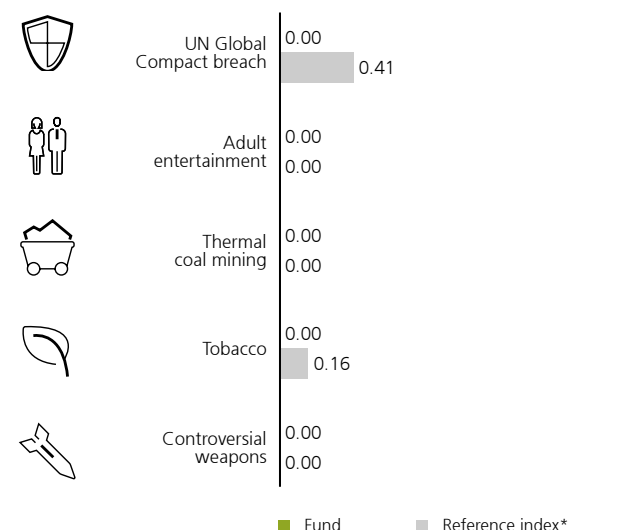 UN Global
Compact breach
0.00
0.41
Adult
entertainment
0.00
0.00
Thermal
coal mining
0.00
0.00
Tobacco
0.00
0.16
Controversial
weapons
0.00
0.00
Fund
Reference index*